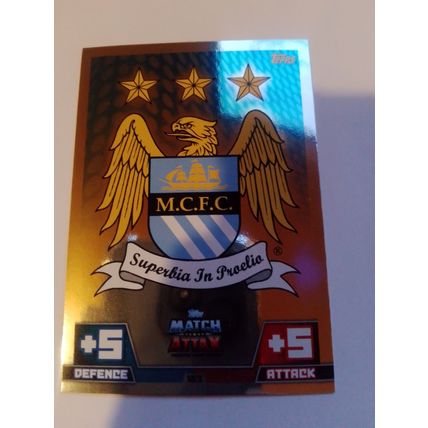 TOPPS
M.C.F.C.
Superbia In Proelio
®
Topps
MATCH
ATTAX
+5
+5
DEFENCE
ATTACK